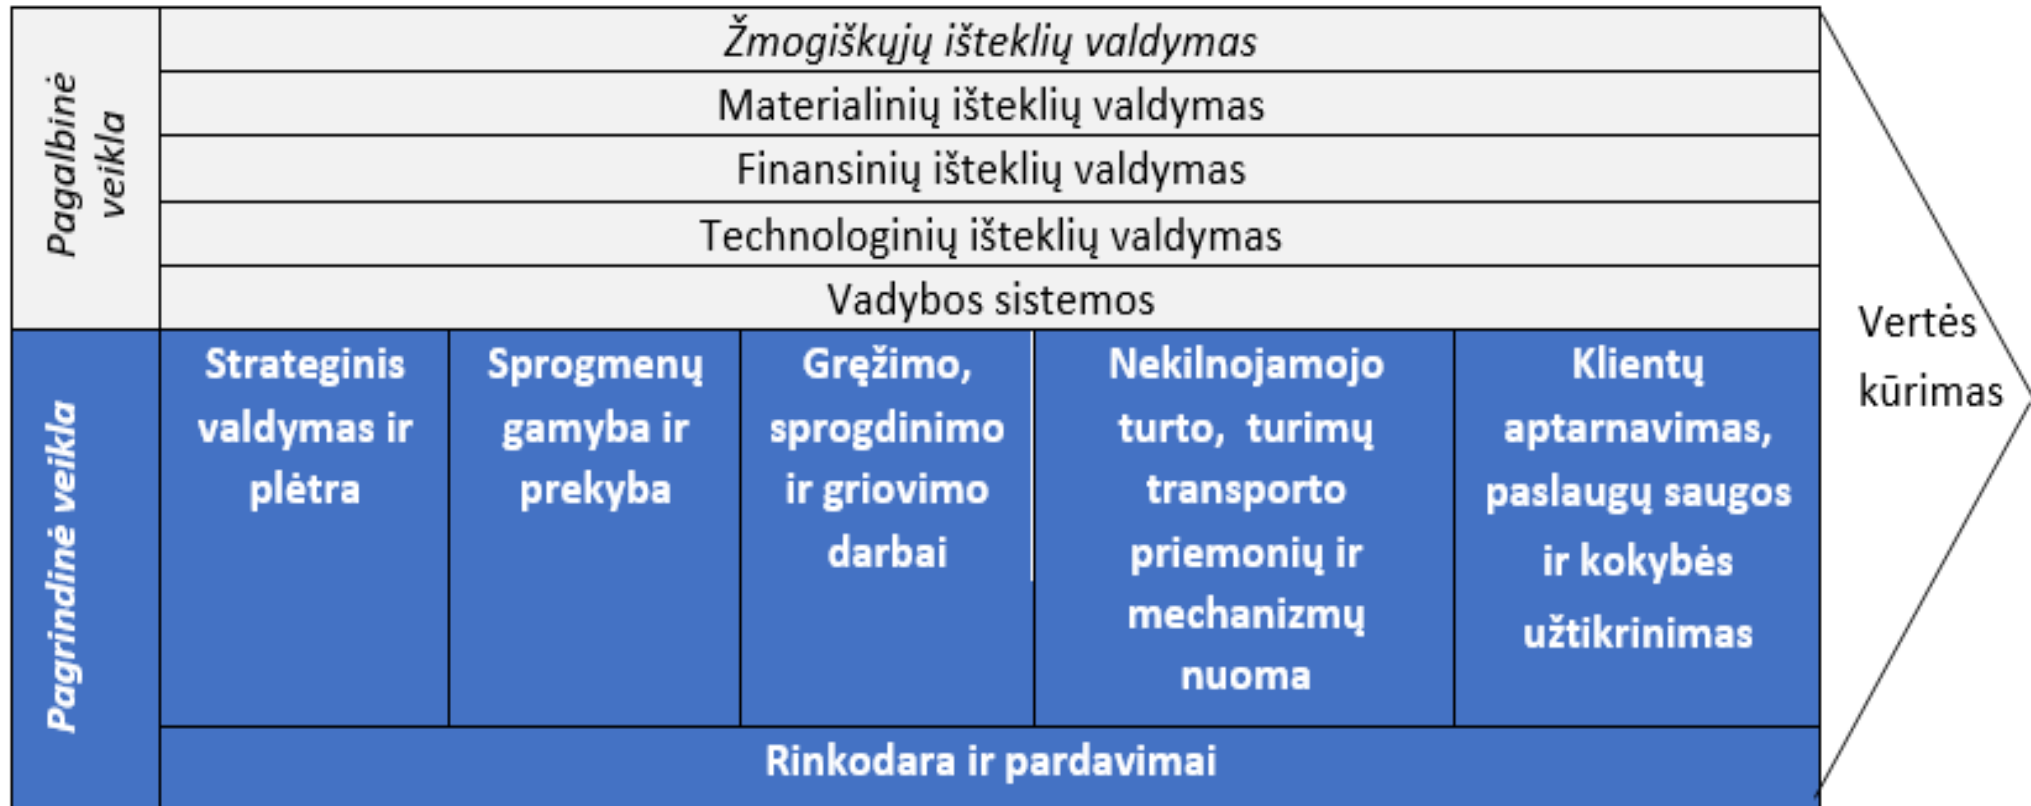 Pagalbinė
veikla
Žmogiškųjų išteklių valdymas
Materialinių išteklių valdymas
Finansinių išteklių valdymas
Technologinių išteklių valdymas
Vadybos sistemos
Pagrindinė veikla
Strateginis
valdymas ir
plėtra
Sprogmenų
gamyba ir
prekyba
Gręžimo,
sprogdinimo
ir griovimo
darbai
Nekilnojamojo
turto, turimų
transporto
priemonių ir
mechanizmų
nuoma
Klientų
aptarnavimas,
paslaugų saugos
ir kokybės
užtikrinimas
Rinkodara ir pardavimai
Vertės
kūrimas